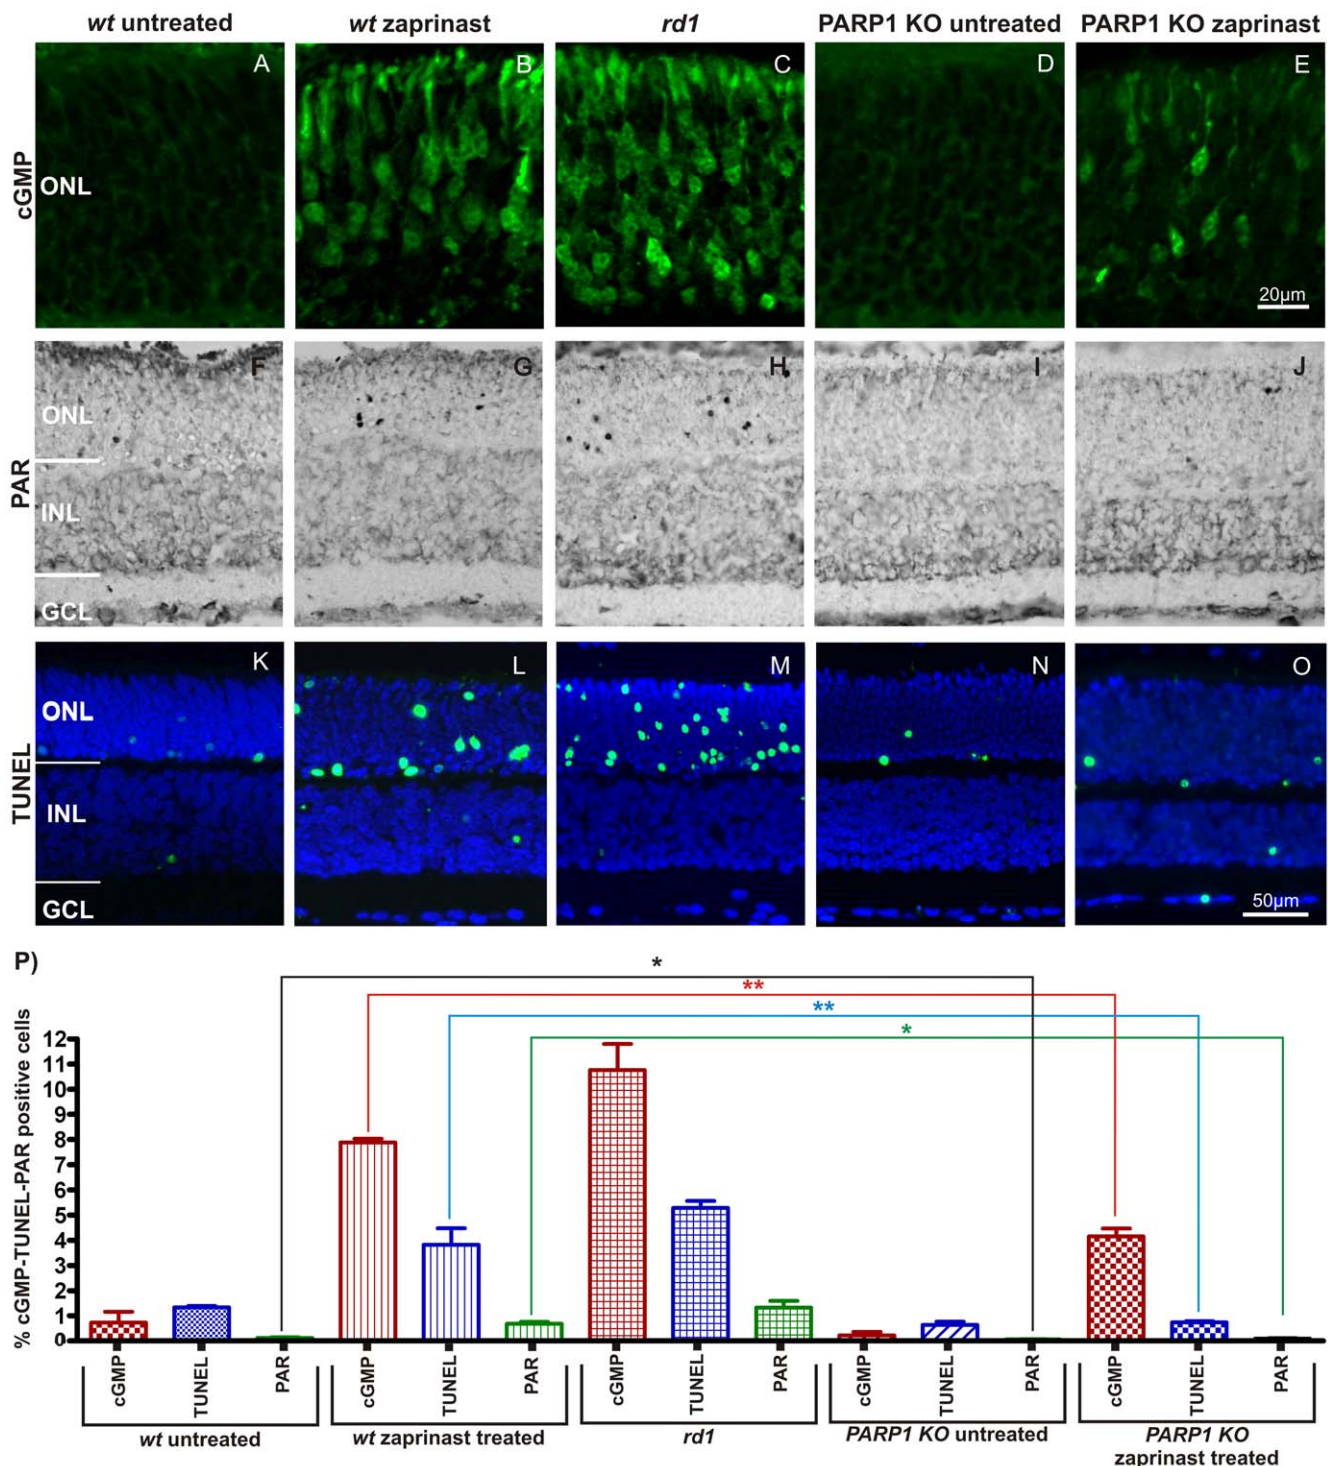 wt untreated wt zaprinast rd1 PARP1 KO untreated PARP1 KO zaprinast
A B C D E
cGMP
ONL
20µm
F G H I J
PAR
ONL
INL
GCL
K L M N O
TUNEL
ONL
INL
GCL
50µm
P)
*
**
**
*
% cGMP-TUNEL-PAR positive cells
12
11
10
9
8
7
6
5
4
3
2
1
0
cGMP TUNEL PAR cGMP TUNEL PAR cGMP TUNEL PAR cGMP TUNEL PAR cGMP TUNEL PAR
wt untreated wt zaprinast treated rd1 PARP1 KO untreated PARP1 KO
zaprinast treated